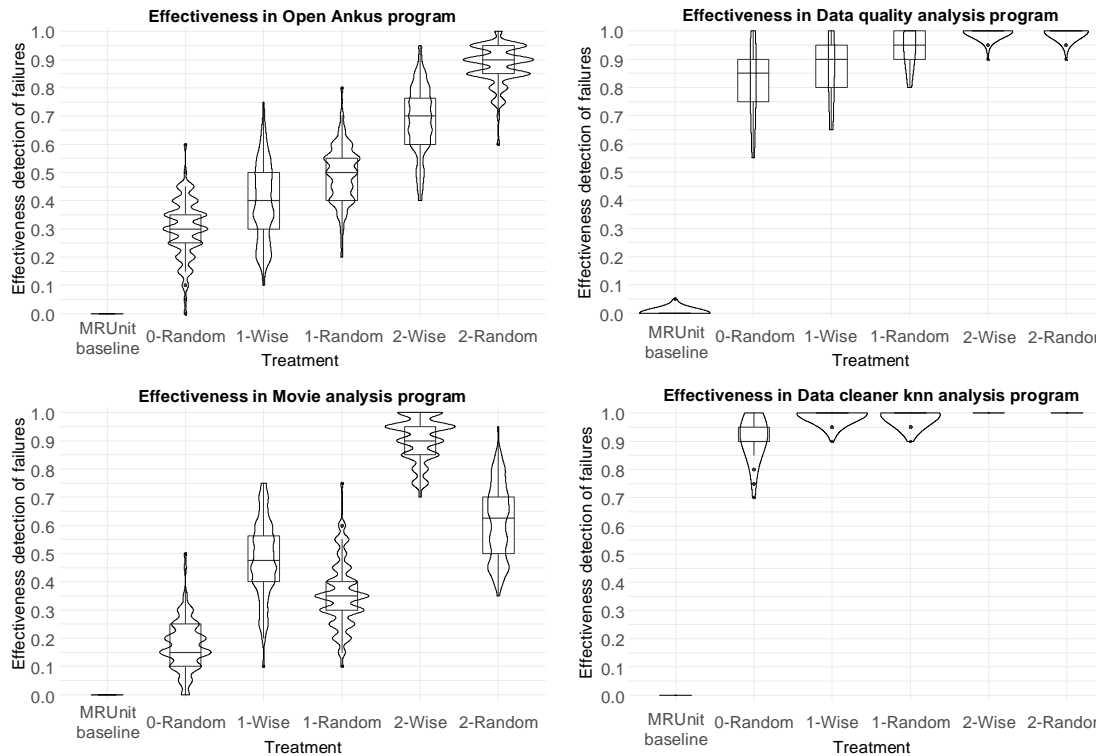 Effectiveness in Open Ankus program
Effectiveness detection of failures
1.0
0.9
0.8
0.7
0.6
0.5
0.4
0.3
0.2
0.1
0.0
MRUnit
baseline
0-Random 1-Wise 1-Random 2-Wise 2-Random
Treatment
Effectiveness in Data quality analysis program
Effectiveness detection of failures
1.0
0.9
0.8
0.7
0.6
0.5
0.4
0.3
0.2
0.1
0.0
MRUnit
baseline
0-Random 1-Wise 1-Random 2-Wise 2-Random
Treatment
Effectiveness in Movie analysis program
Effectiveness detection of failures
1.0
0.9
0.8
0.7
0.6
0.5
0.4
0.3
0.2
0.1
0.0
MRUnit
baseline
0-Random 1-Wise 1-Random 2-Wise 2-Random
Treatment
Effectiveness in Data cleaner knn analysis program
Effectiveness detection of failures
1.0
0.9
0.8
0.7
0.6
0.5
0.4
0.3
0.2
0.1
0.0
MRUnit
baseline
0-Random 1-Wise 1-Random 2-Wise 2-Random
Treatment